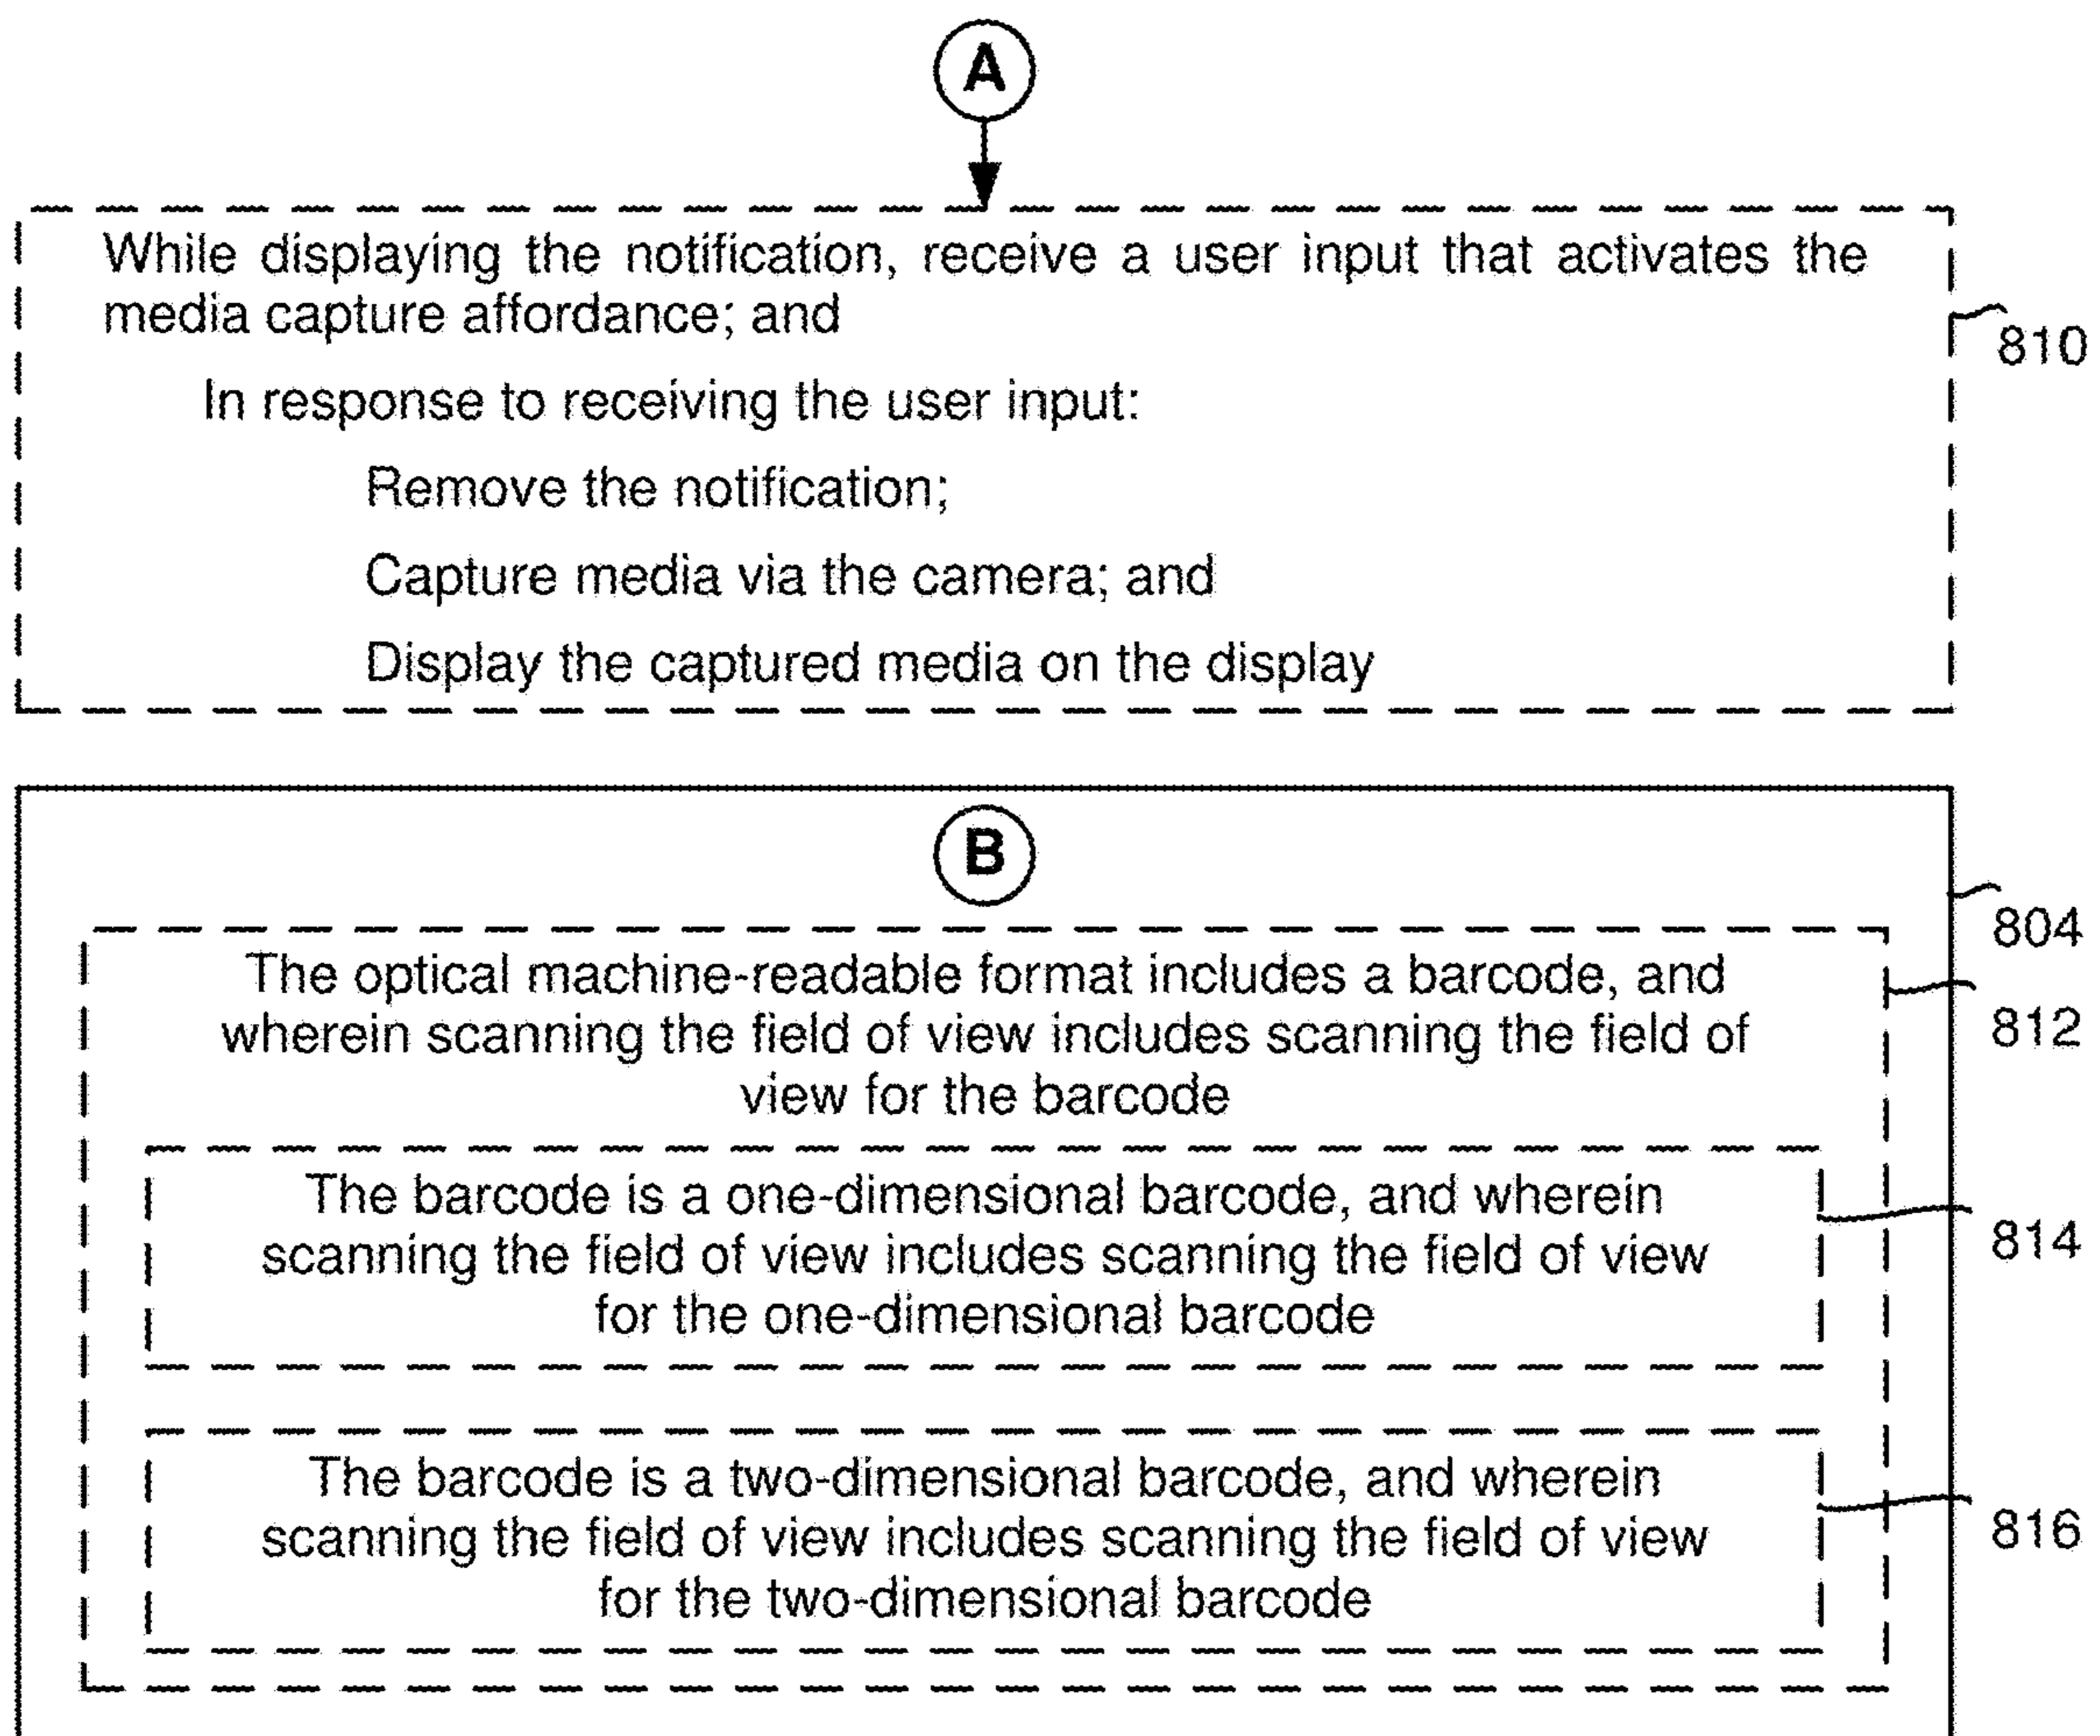 A
While displaying the notification, receive a user input that activates the
media capture affordance; and
810
In response to receiving the user input:
Remove the notification;
Capture media via the camera; and
Display the captured media on the display
B
804
The optical machine-readable format includes a barcode, and
812
wherein scanning the field of view includes scanning the field of
view for the barcode
The barcode is a one-dimensional barcode, and wherein
814
scanning the field of view includes scanning the field of view
for the one-dimensional barcode
The barcode is a two-dimensional barcode, and wherein
816
scanning the field of view includes scanning the field of view
for the two-dimensional barcode